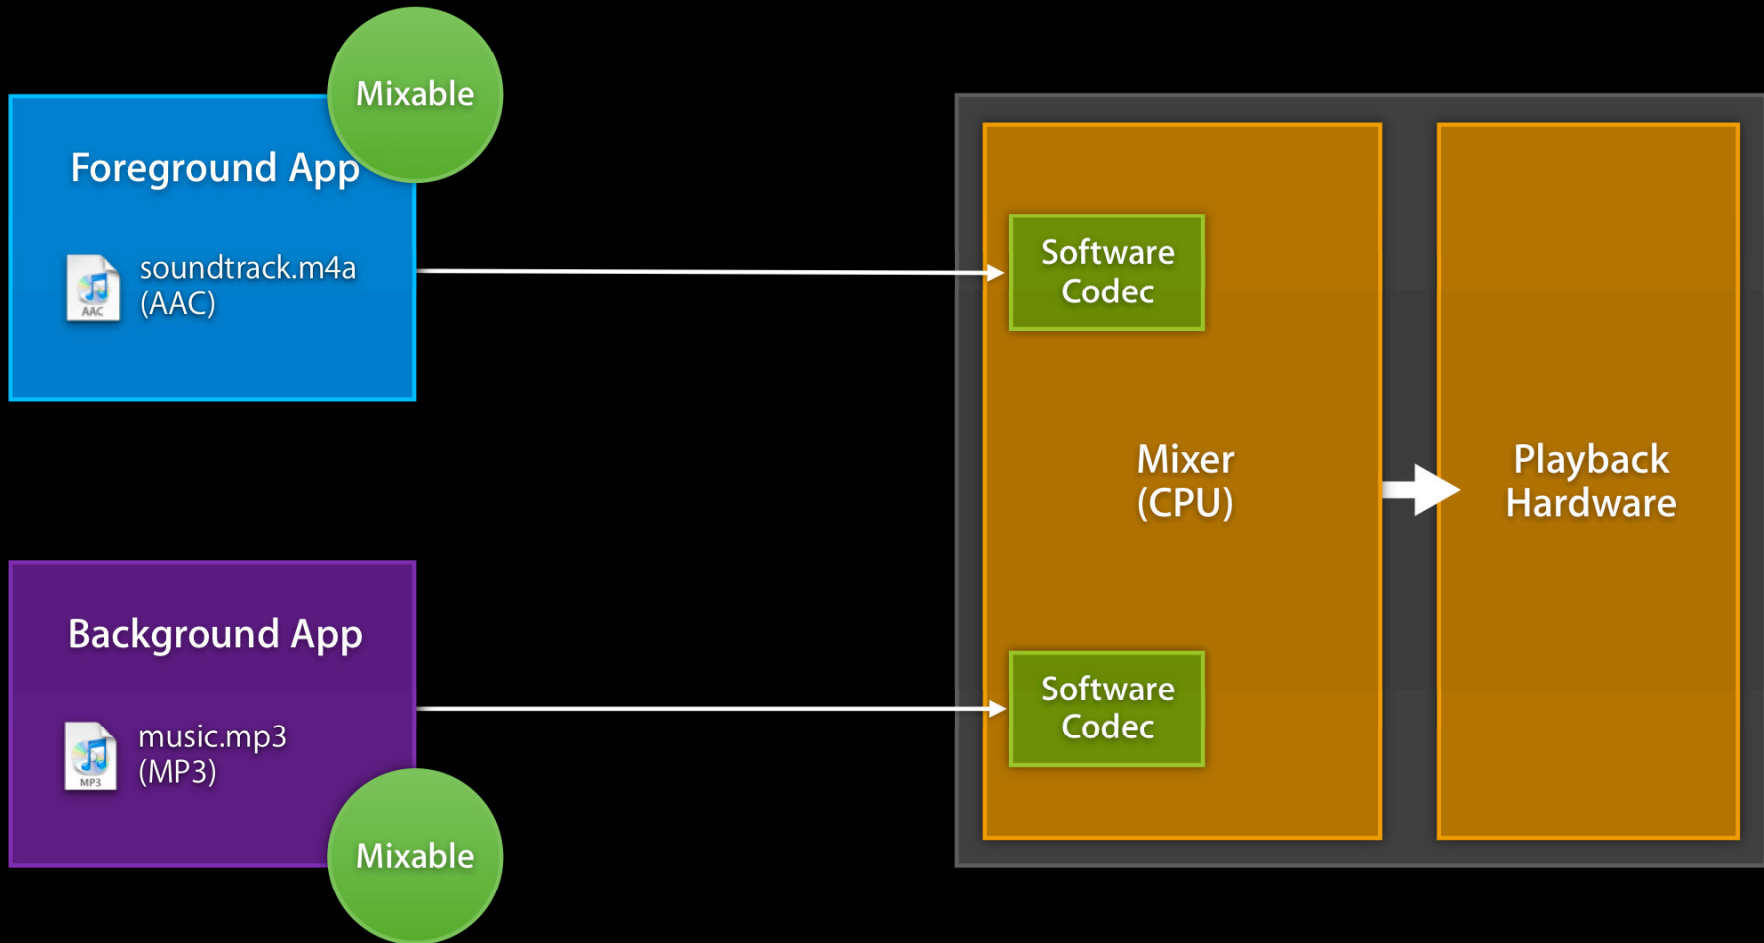 Mixable
Foreground App
soundtrack.m4a
(AAC)
AAC
Software
Codec
Mixer
(CPU)
Playback
Hardware
Background App
music.mp3
(MP3)
MP3
Software
Codec
Mixable